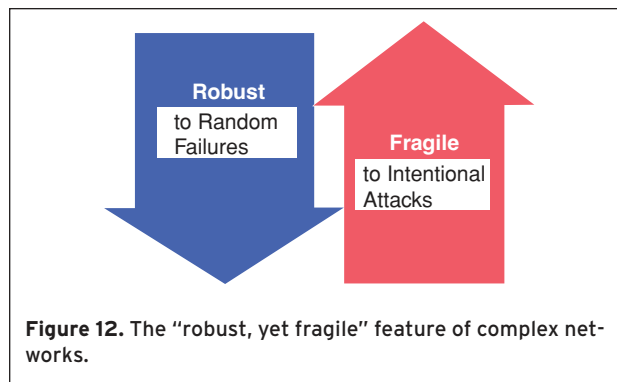 Robust
to Random
Failures
Fragile
to Intentional
Attacks
Figure 12. The “robust, yet fragile” feature of complex net-
works.